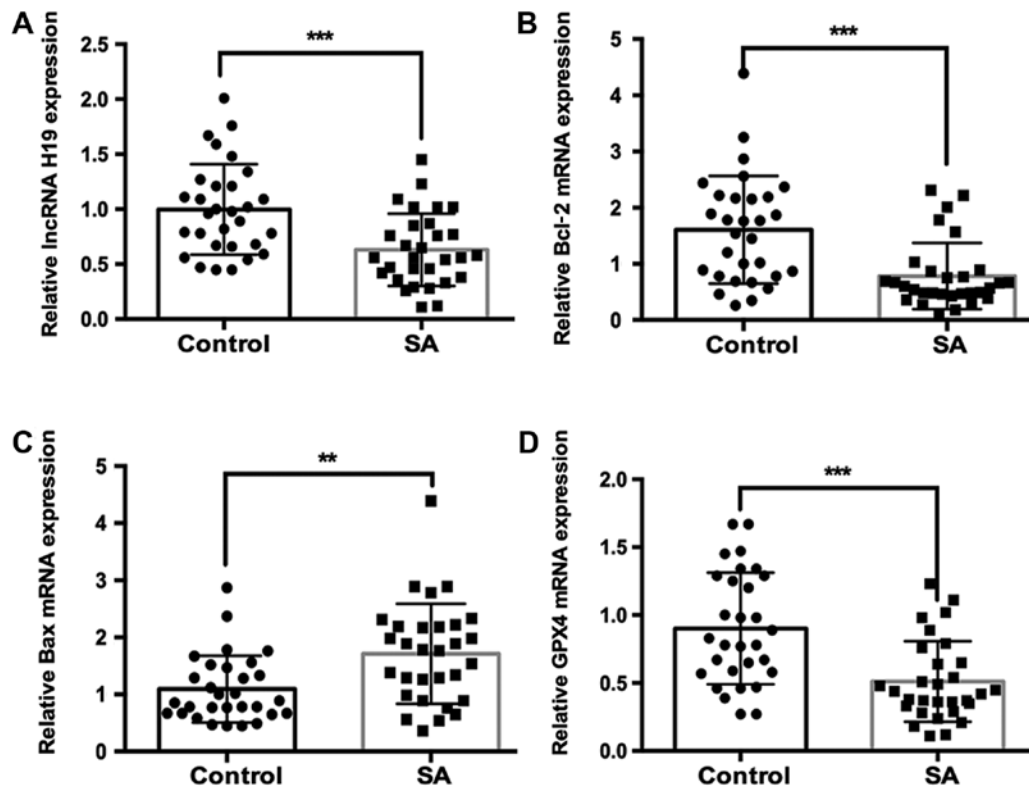 A
Relative lncRNA H19 expression
***
2.5
2.0
1.5
1.0
0.5
0.0
Control SA
B
Relative Bcl-2 mRNA expression
***
5
4
3
2
1
0
Control SA
C
Relative Bax mRNA expression
**
5
4
3
2
1
0
Control SA
D
Relative GPX4 mRNA expression
***
2.0
1.5
1.0
0.5
0.0
Control SA